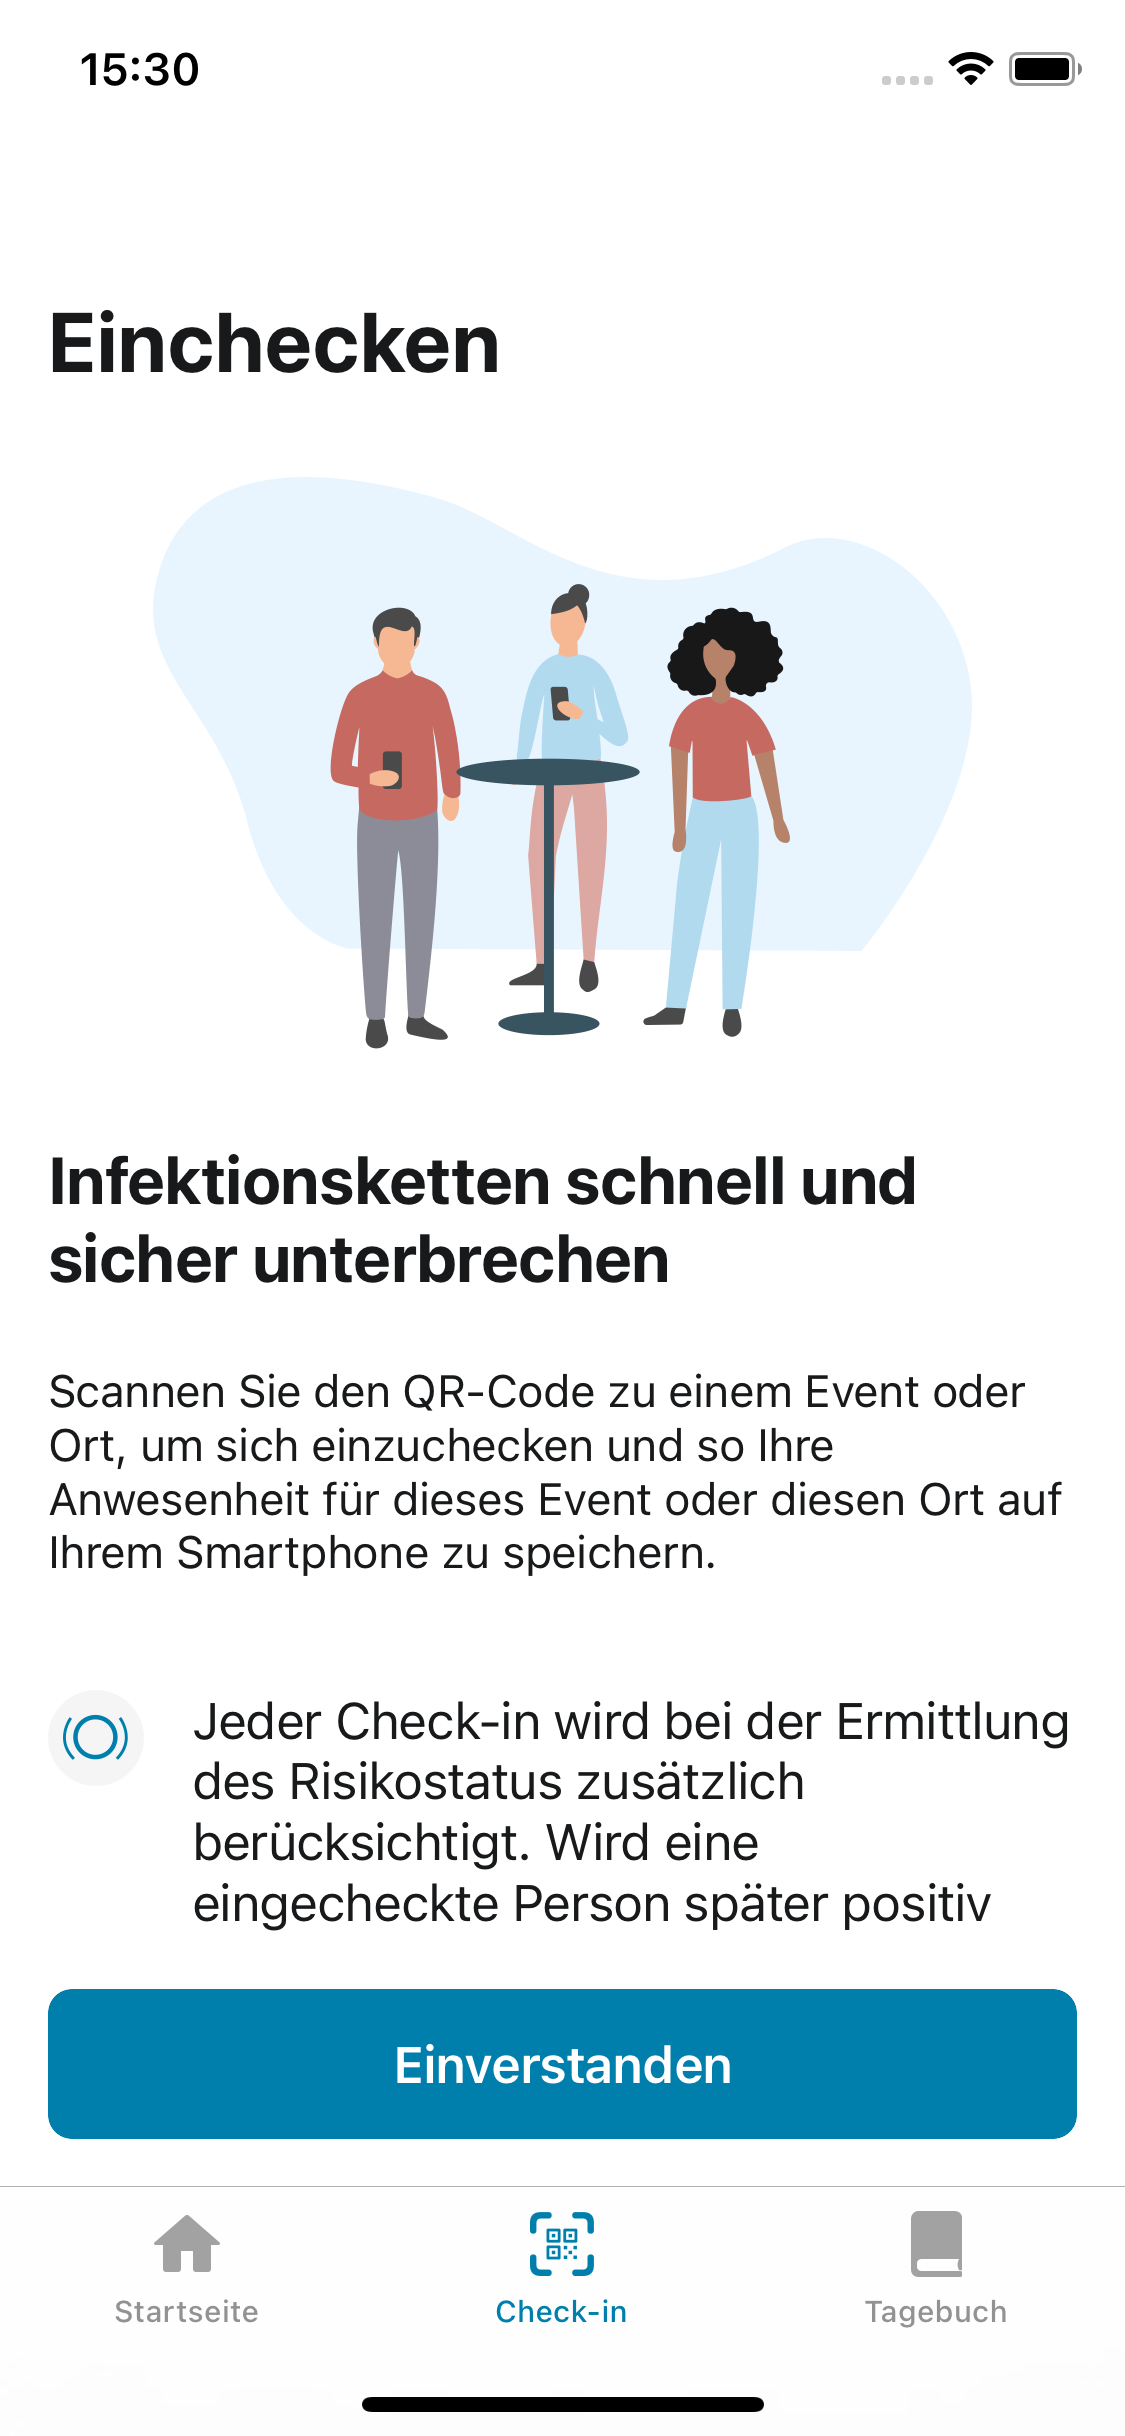 15:30
Einchecken
Infektionsketten schnell und
sicher unterbrechen
Scannen Sie den QR-Code zu einem Event oder
Ort, um sich einzuchecken und so Ihre
Anwesenheit für dieses Event oder diesen Ort auf
Ihrem Smartphone zu speichern.
Jeder Check-in wird bei der Ermittlung
des Risikostatus zusätzlich
berücksichtigt. Wird eine
eingecheckte Person später positiv
Einverstanden
Startseite
Check-in
Tagebuch